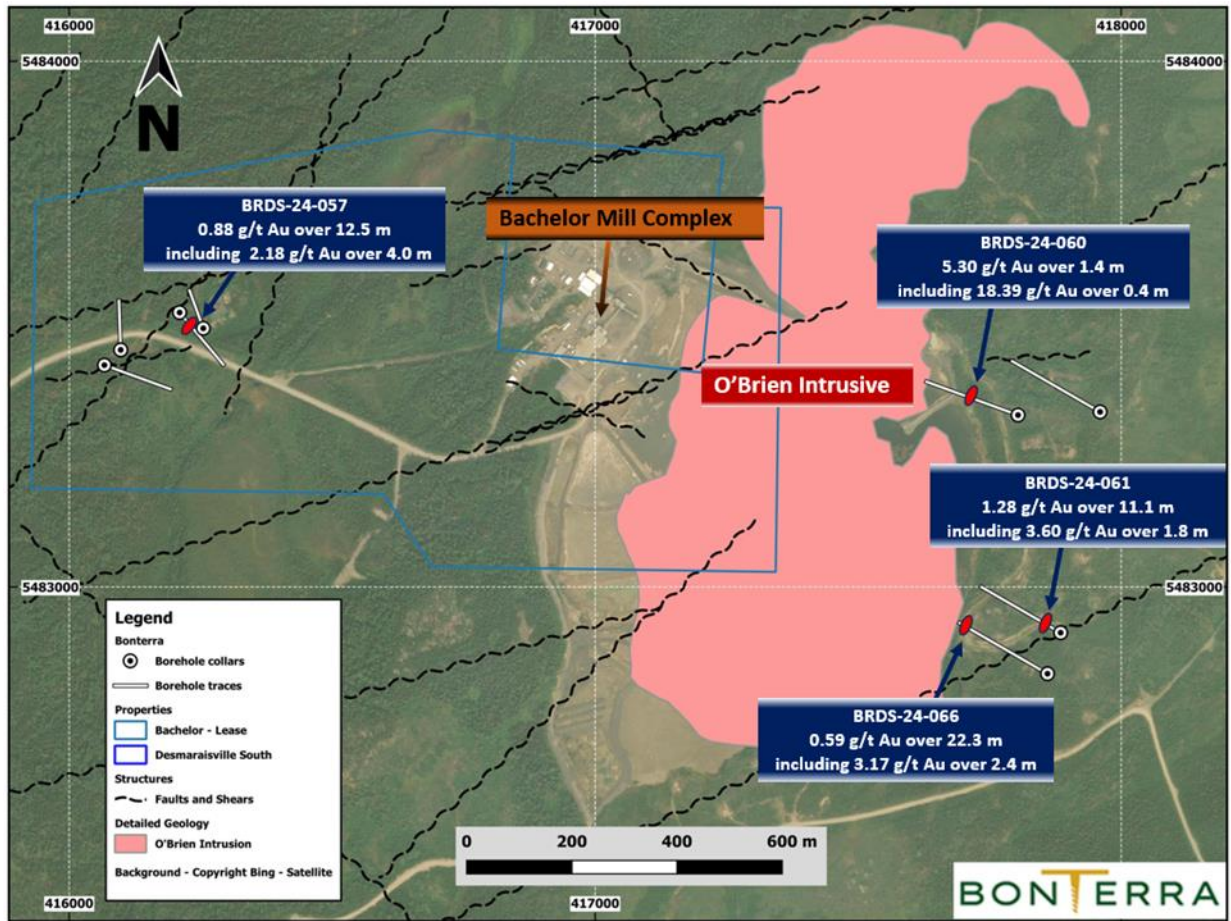 416000
417000
418000
5484000
5484000
N
BRDS-24-057
0.88 g/t Au over 12.5 m
including 2.18 g/t Au over 4.0 m
Bachelor Mill Complex
BRDS-24-060
5.30 g/t Au over 1.4 m
including 18.39 g/t Au over 0.4 m
O'Brien Intrusive
BRDS-24-061
1.28 g/t Au over 11.1 m
including 3.60 g/t Au over 1.8 m
5483000
5483000
Legend
Bonterra
Borehole collars
Borehole traces
Properties
Bachelor - Lease
Desmaraisville South
Structures
Faults and Shears
Detailed Geology
O'Brien Intrusion
Background - Copyright Bing - Satellite
BRDS-24-066
0.59 g/t Au over 22.3 m
including 3.17 g/t Au over 2.4 m
0 200 400 600 m
BONTERRA
416000
417000
418000